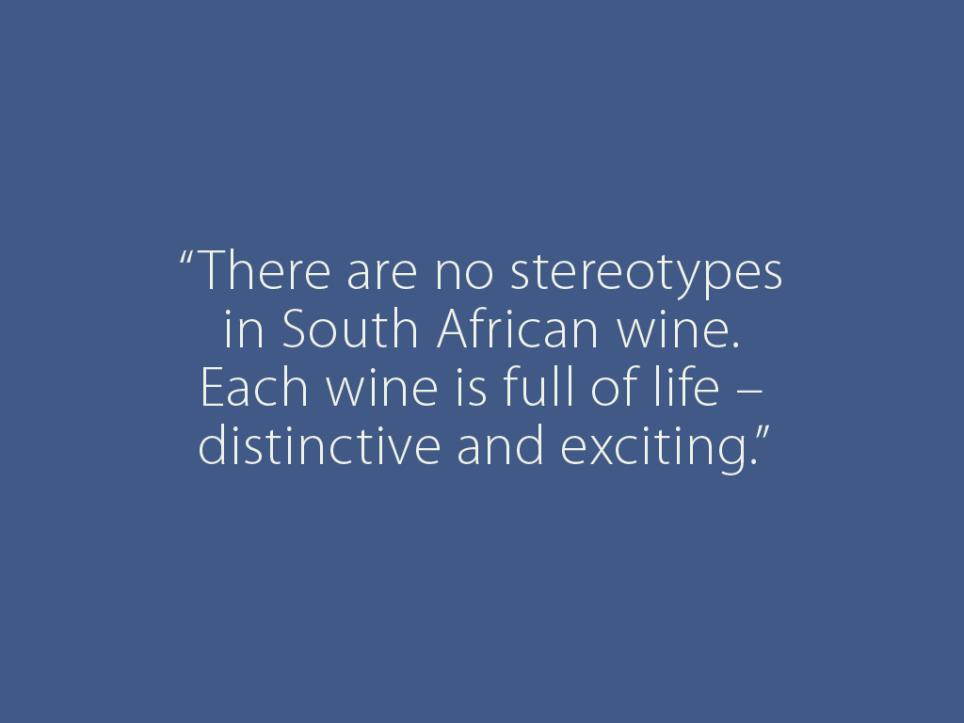 “There are no stereotypes
in South African wine.
Each wine is full of life –
distinctive and exciting.”